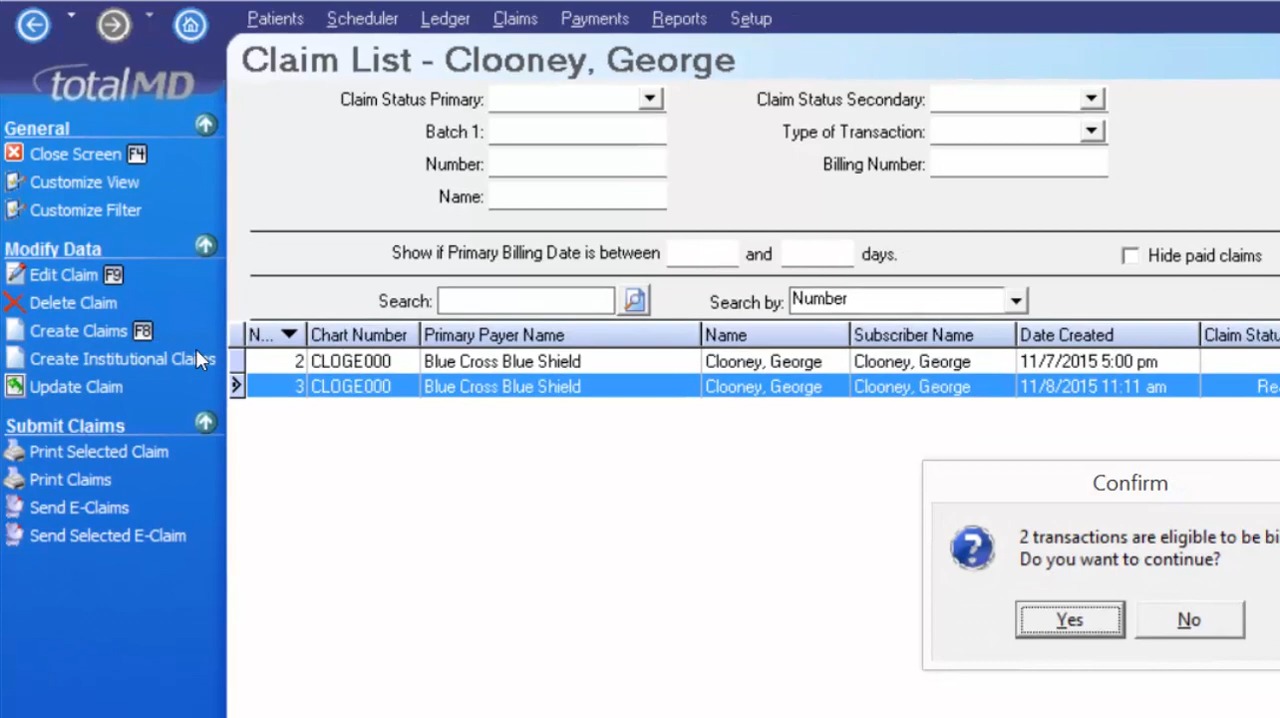 Patients Scheduler Ledger Claims Payments Reports Setup
totalMD
General
Close Screen F4
Customize View
Customize Filter
Modify Data
Edit Claim F9
Delete Claim
Create Claims F8
Create Institutional Claims
Update Claim
Submit Claims
Print Selected Claim
Print Claims
Send E-Claims
Send Selected E-Claim
Claim List - Clooney, George
Claim Status Primary: Claim Status Secondary:
Batch 1: Type of Transaction:
Number: Billing Number:
Name:
Show if Primary Billing Date is between and days. Hide paid claims
Search: Search by: Number
N... Chart Number Primary Payer Name Name Subscriber Name Date Created Claim Statu
2 CLOGE000 Blue Cross Blue Shield Clooney, George Clooney, George 11/7/2015 5:00 pm
3 CLOGE000 Blue Cross Blue Shield Clooney, George Clooney, George 11/8/2015 11:11 am Re
Confirm
2 transactions are eligible to be bi
Do you want to continue?
Yes No